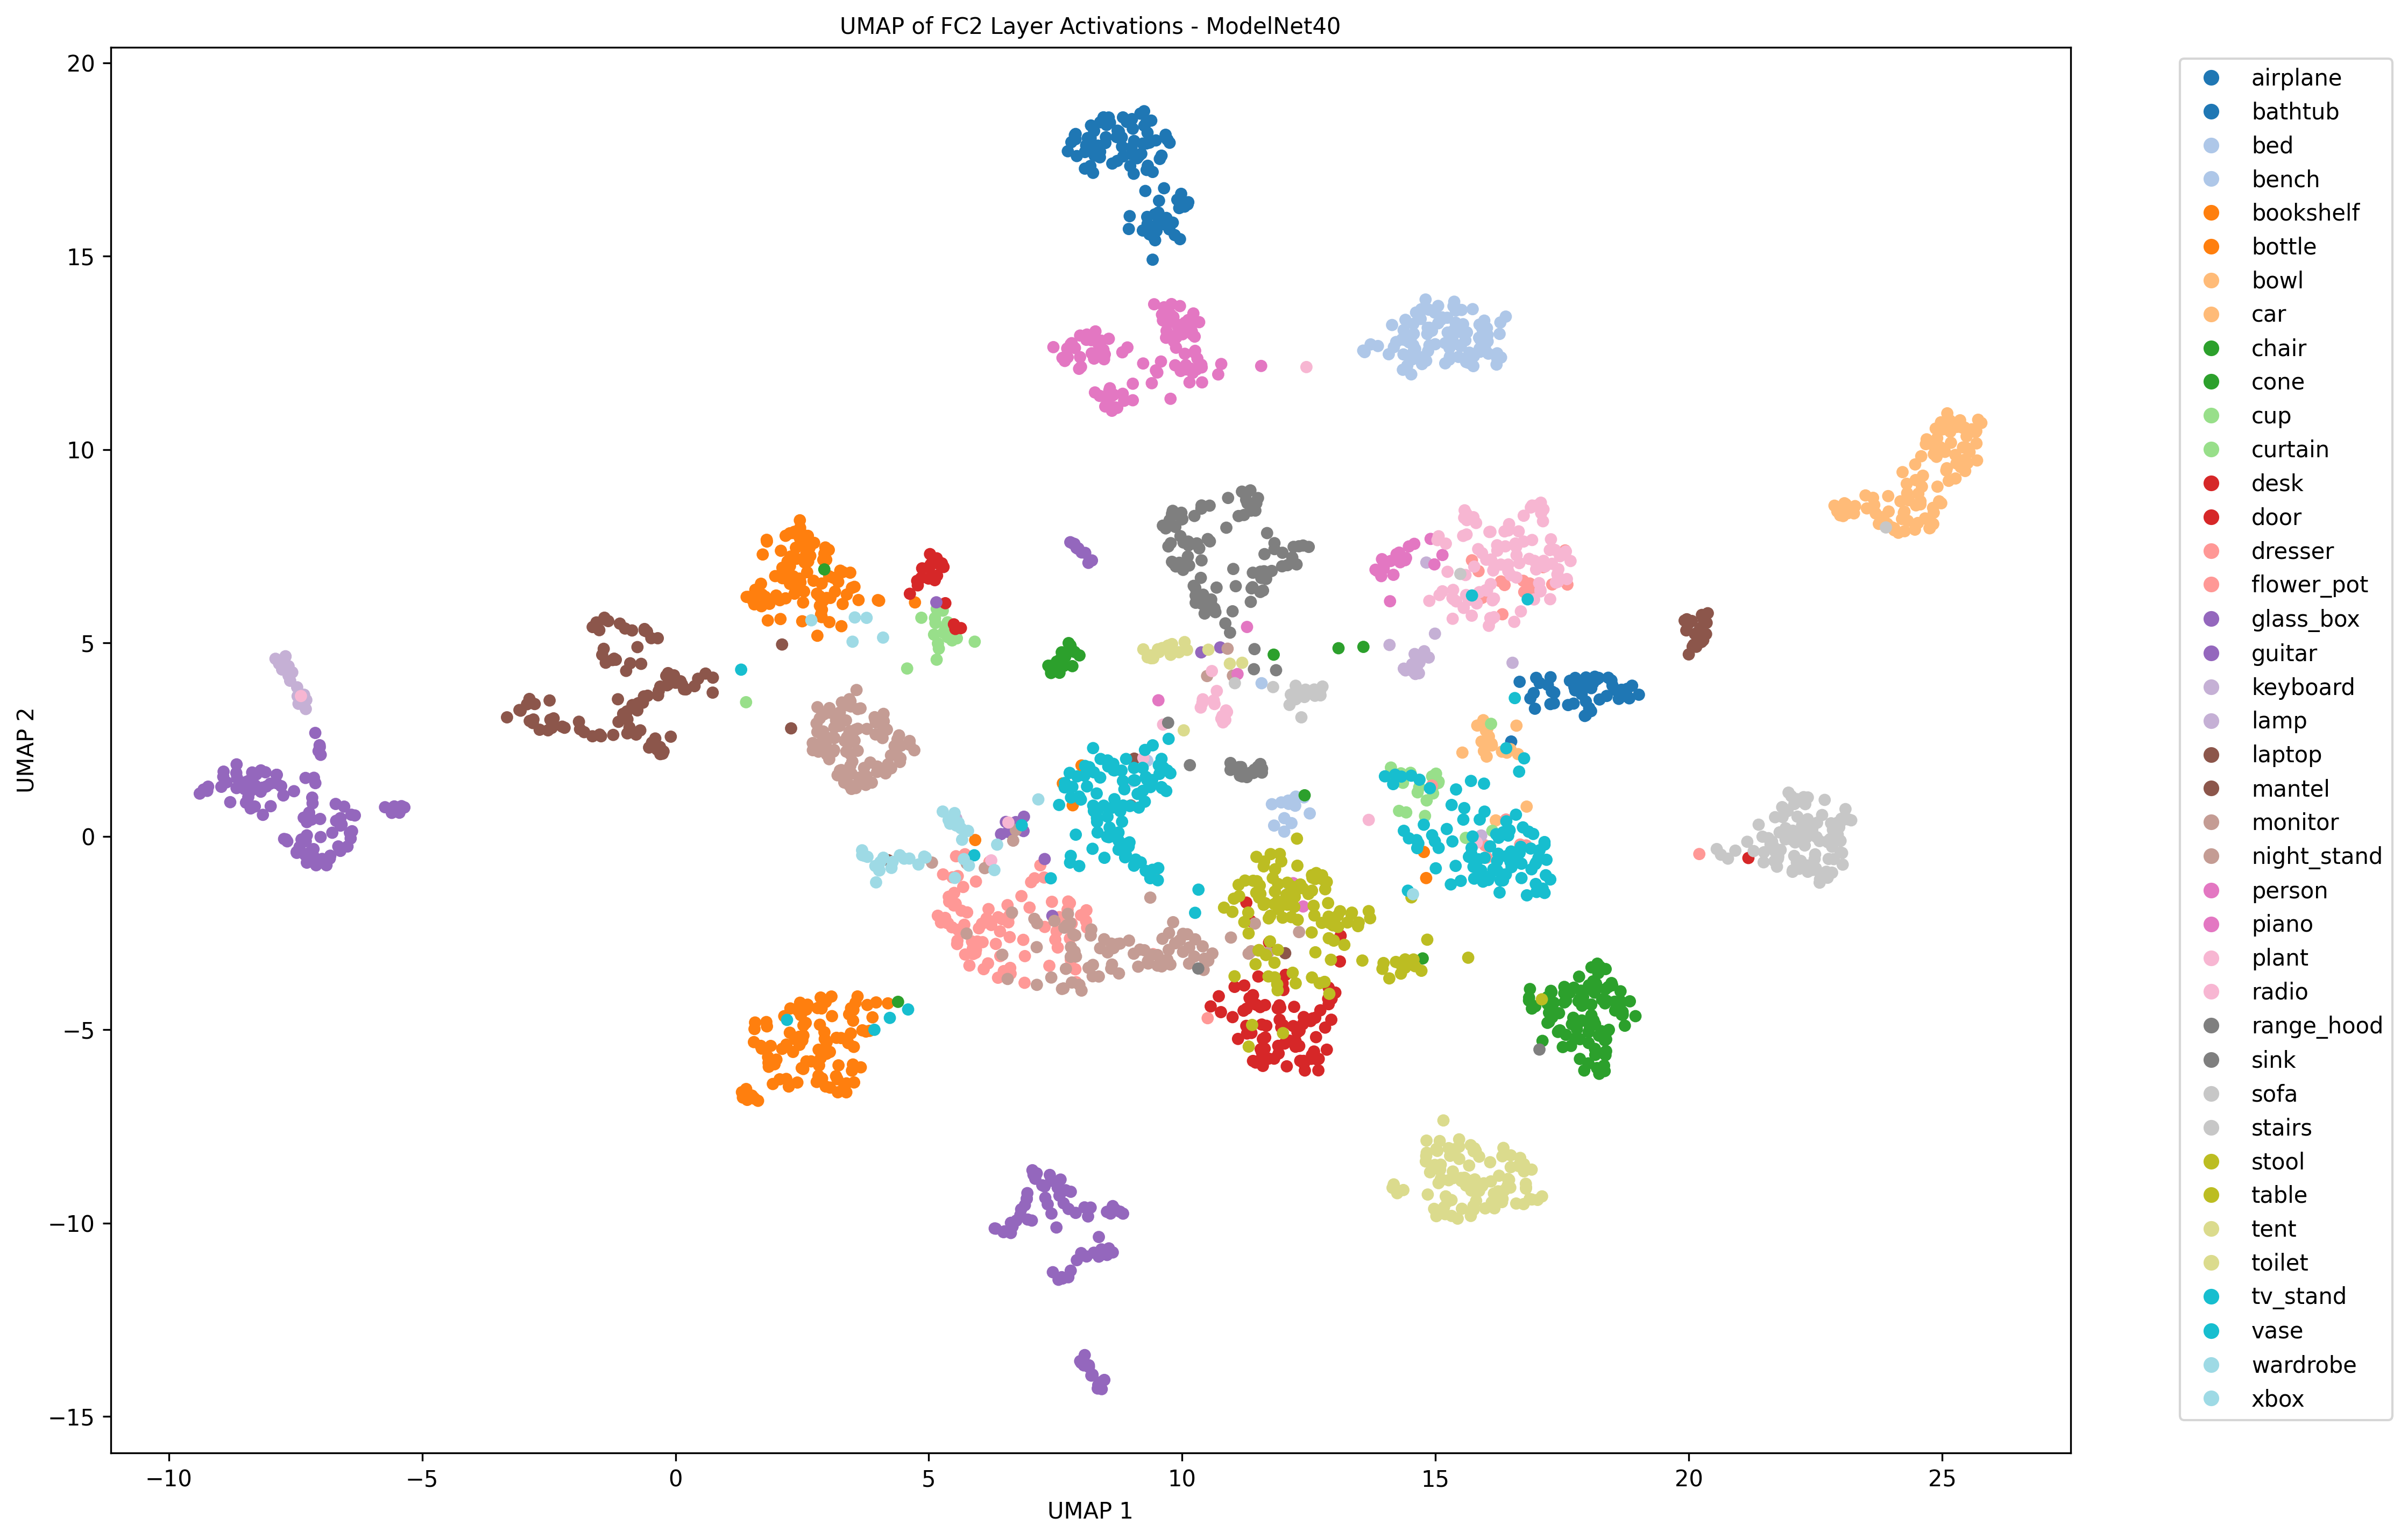 UMAP of FC2 Layer Activations - ModelNet40
20
15
10
5
0
−5
−10
−15
UMAP 2
−10
−5
0
5
10
15
20
25
UMAP 1
airplane
bathtub
bed
bench
bookshelf
bottle
bowl
car
chair
cone
cup
curtain
desk
door
dresser
flower_pot
glass_box
guitar
keyboard
lamp
laptop
mantel
monitor
night_stand
person
piano
plant
radio
range_hood
sink
sofa
stairs
stool
table
tent
toilet
tv_stand
vase
wardrobe
xbox